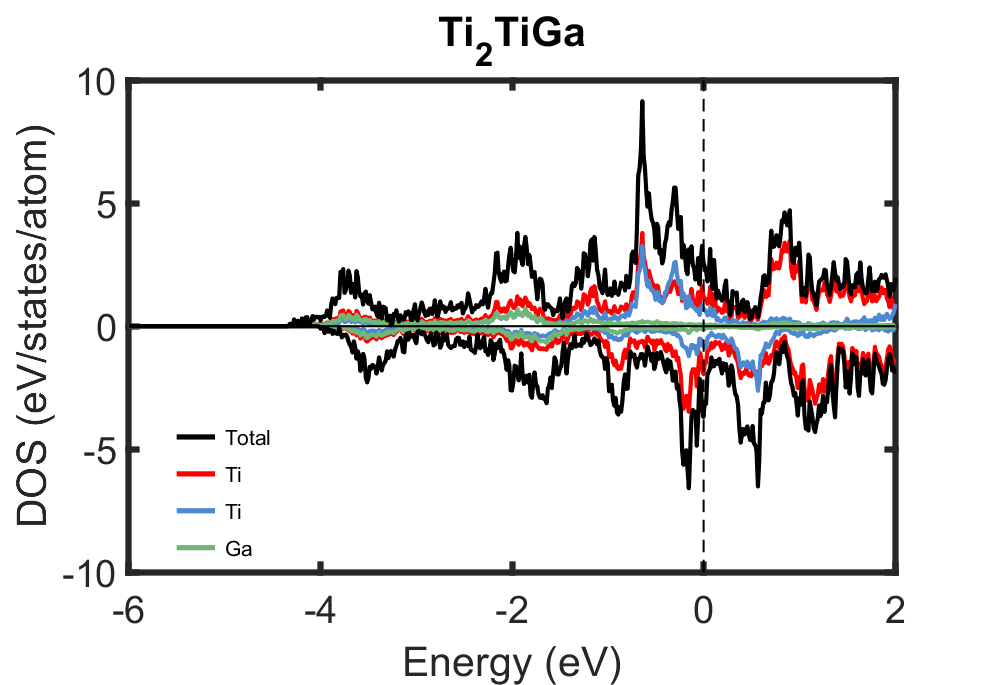 Ti2TiGa
DOS (eV/states/atom)
10
5
0
-5
-10
Total
Ti
Ti
Ga
-6 -4 -2 0 2
Energy (eV)